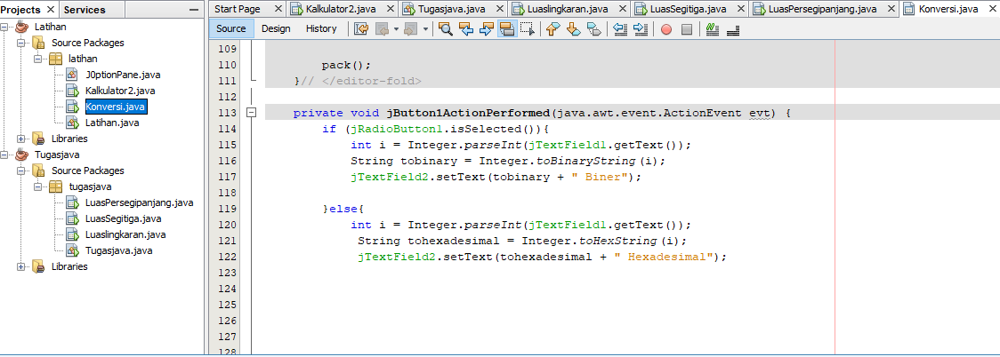 Projects
Services
Start Page
Kalkulator2.java
Tugasjava.java
Luaslingkaran.java
LuasSegitiga.java
LuasPersegipanjang.java
Konversi.java
Source
Design
History
Latihan
Source Packages
latihan
JOptionPane.java
Kalkulator2.java
Konversi.java
Latihan.java
Libraries
Tugasjava
Source Packages
tugasjava
LuasPersegipanjang.java
LuasSegitiga.java
Luaslingkaran.java
Tugasjava.java
Libraries
109
110 pack();
111 }// </editor-fold>
112
113 private void jButton1ActionPerformed(java.awt.event.ActionEvent evt) {
114 if (jRadioButton1.isSelected()){
115 int i = Integer.parseInt(jTextField1.getText());
116 String tobinary = Integer.toBinaryString(i);
117 jTextField2.setText(tobinary + " Biner");
118
119 }else{
120 int i = Integer.parseInt(jTextField1.getText());
121 String tohexadesimal = Integer.toHexString(i);
122 jTextField2.setText(tohexadesimal + " Hexadesimal");
123
124
125
126
127
128